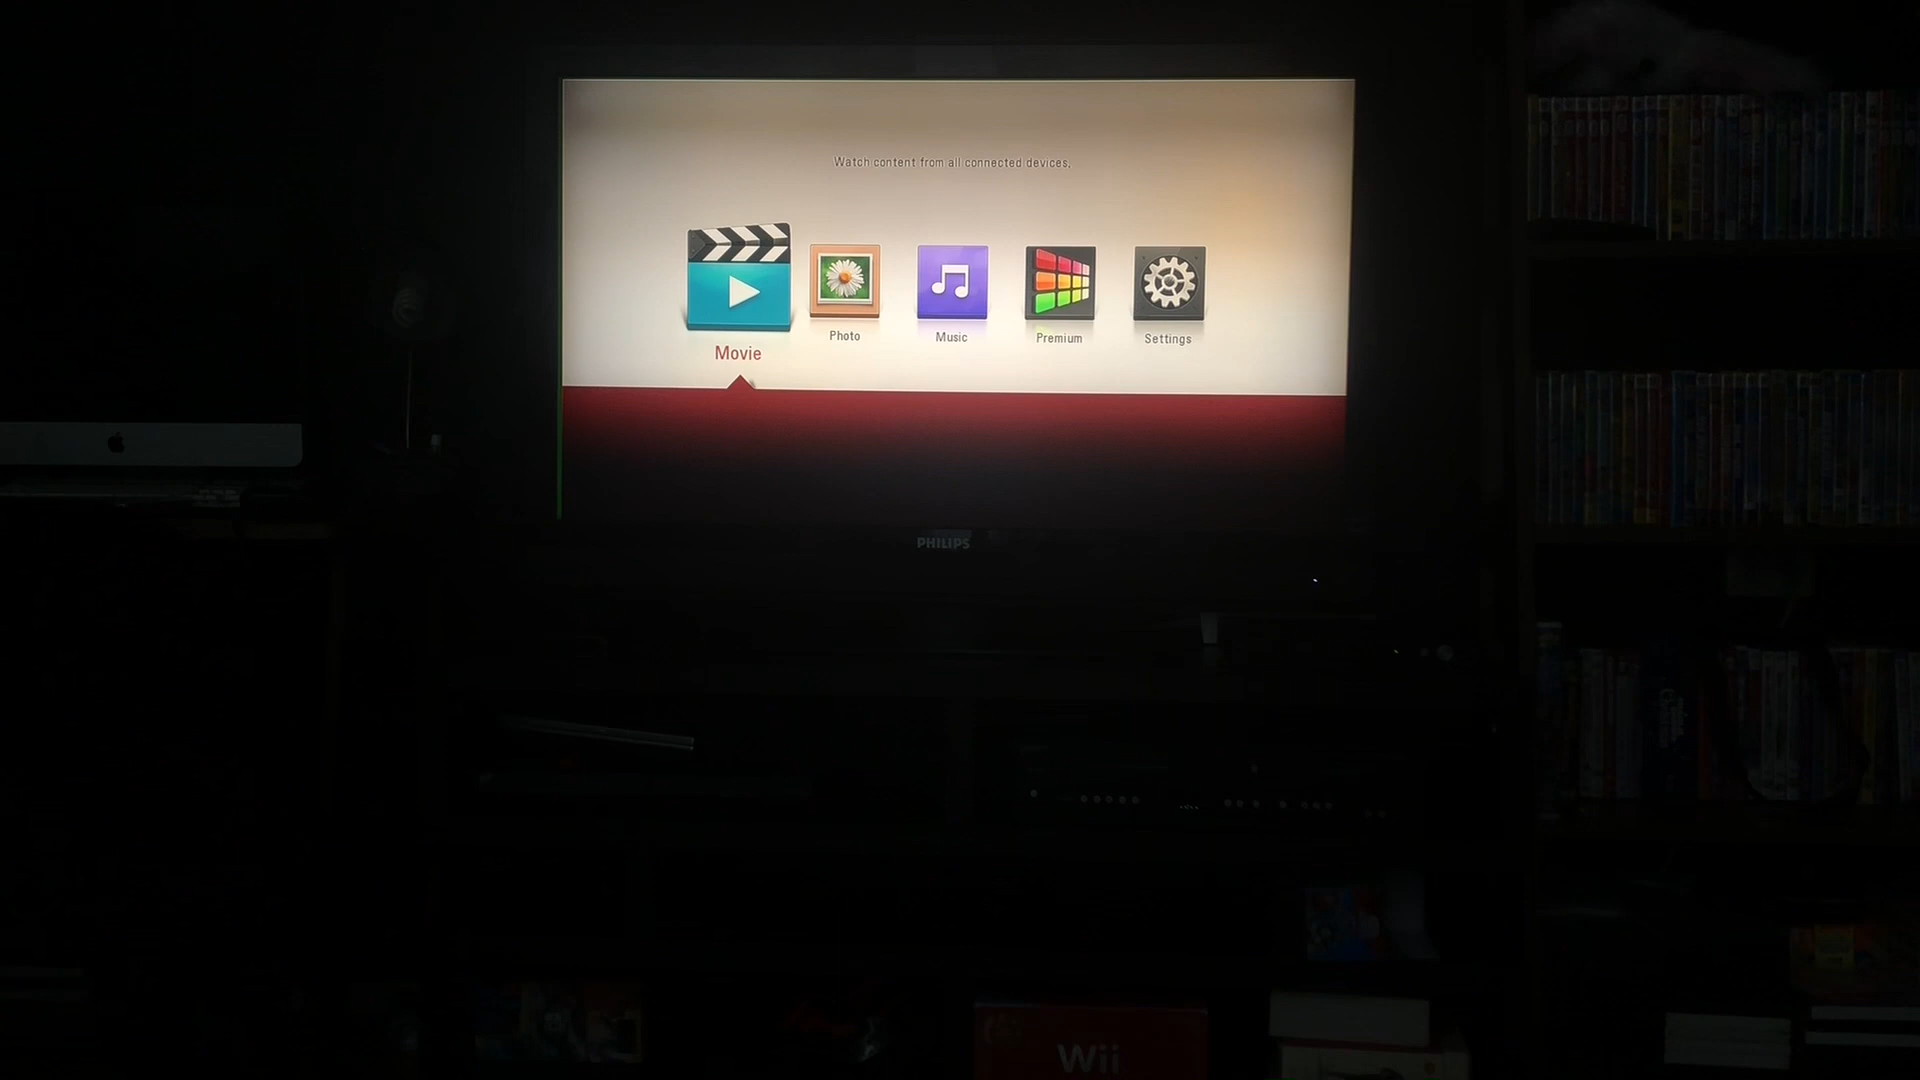 Watch content from all connected devices.
Movie
Photo
Music
Premium
Settings
PHILIPS
Wii